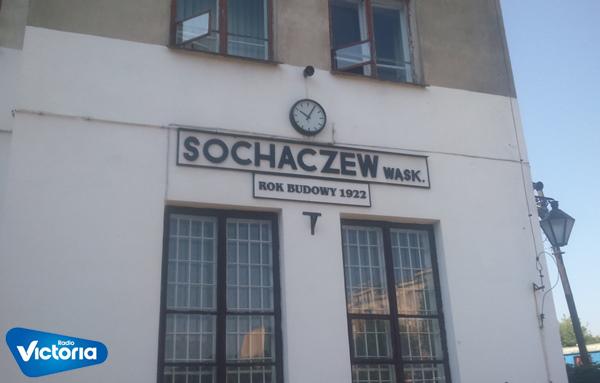 SOCHACZEW WĄSK.
ROK BUDOWY 1922
Radio
Victoria